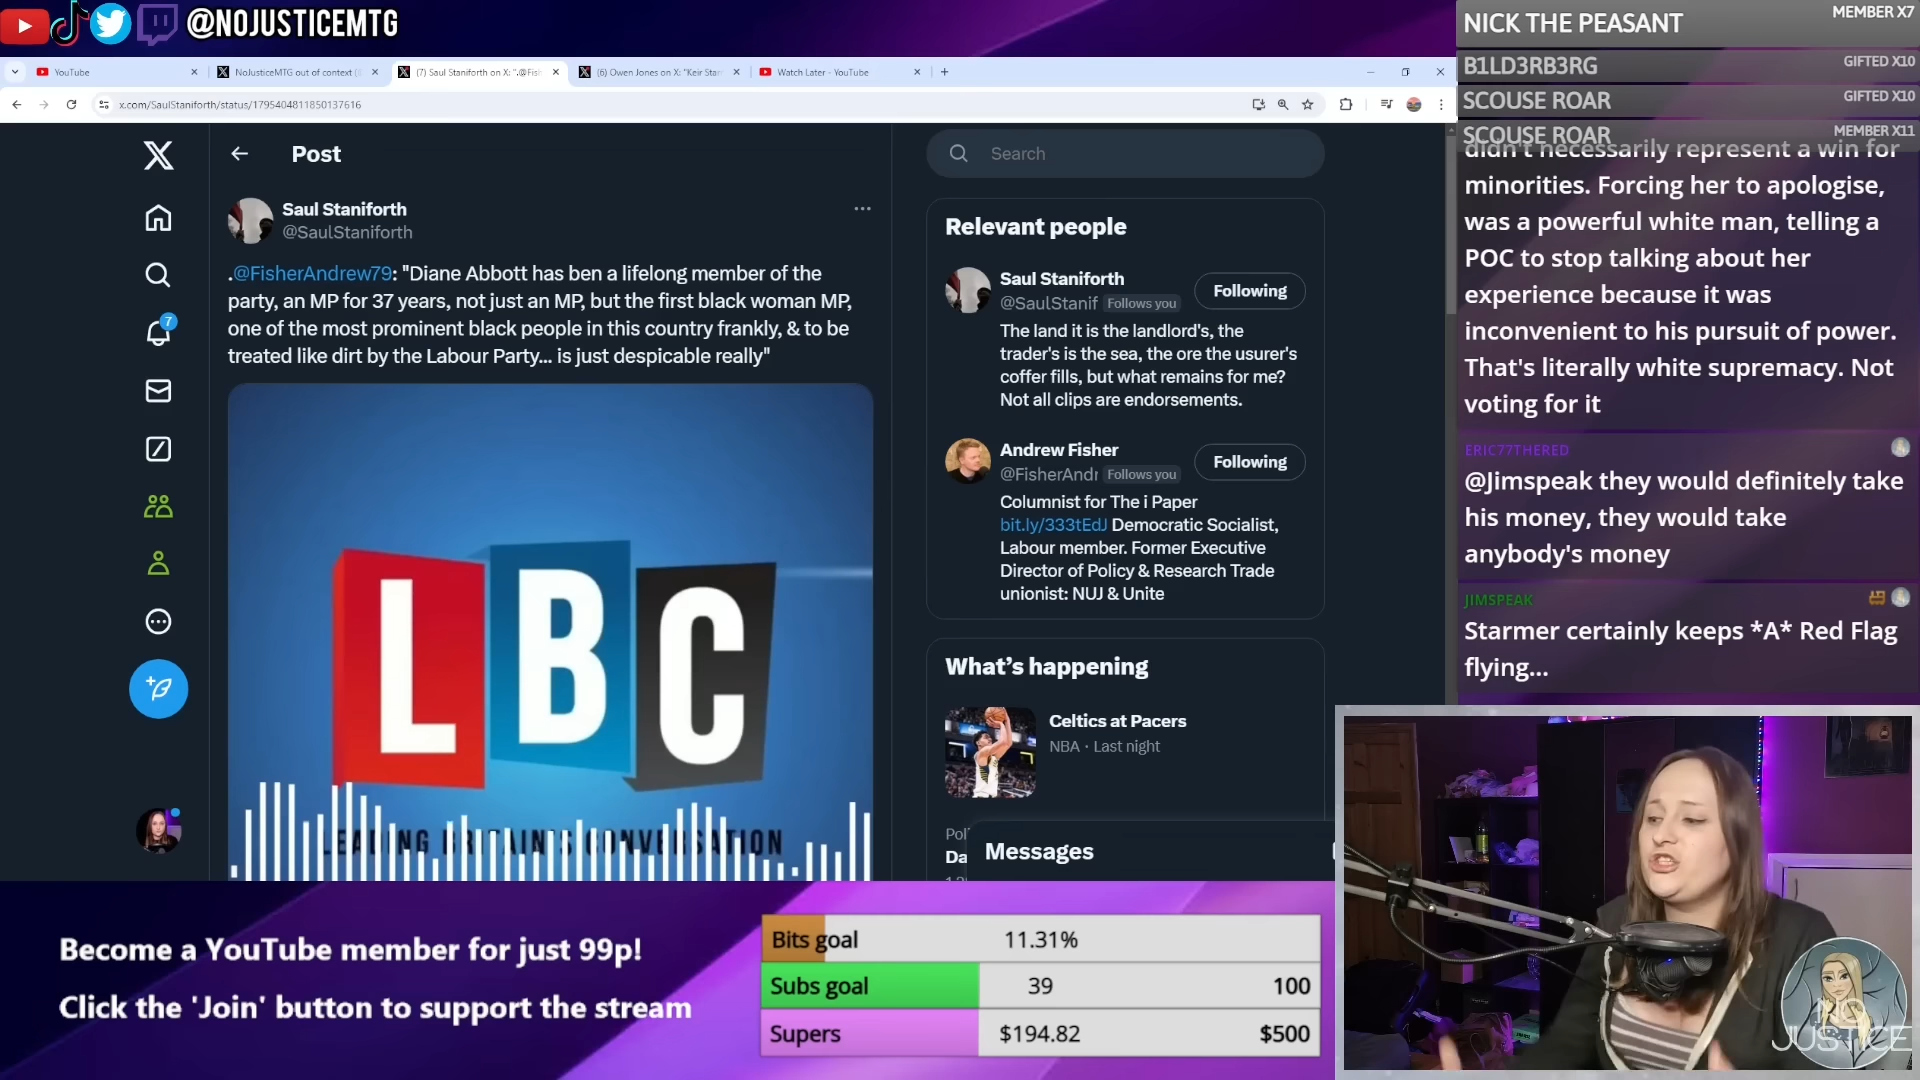 @NOJUSTICEMTG
YouTube
NoJusticeMTG out of context (
(7) Saul Staniforth on X: ".@Fish
(6) Owen Jones on X: "Keir Star
Watch Later - YouTube
x.com/SaulStaniforth/status/1795404811850137616
Post
Saul Staniforth
@SaulStaniforth
.@FisherAndrew79: "Diane Abbott has ben a lifelong member of the
party, an MP for 37 years, not just an MP, but the first black woman MP,
one of the most prominent black people in this country frankly, & to be
treated like dirt by the Labour Party... is just despicable really"
LBC
LEADING BRITAIN'S CONVERSATION
7
Search
Relevant people
Saul Staniforth
@SaulStanif Follows you
Following
The land it is the landlord's, the
trader's is the sea, the ore the usurer's
coffer fills, but what remains for me?
Not all clips are endorsements.
Andrew Fisher
@FisherAndr Follows you
Following
Columnist for The i Paper
bit.ly/333tEdJ Democratic Socialist,
Labour member. Former Executive
Director of Policy & Research Trade
unionist: NUJ & Unite
What's happening
Celtics at Pacers
NBA · Last night
Messages
NICK THE PEASANT MEMBER X7
B1LD3RB3RG GIFTED X10
SCOUSE ROAR GIFTED X10
SCOUSE ROAR MEMBER X11
didn't necessarily represent a win for
minorities. Forcing her to apologise,
was a powerful white man, telling a
POC to stop talking about her
experience because it was
inconvenient to his pursuit of power.
That's literally white supremacy. Not
voting for it
ERIC77THERED
@Jimspeak they would definitely take
his money, they would take
anybody's money
JIMSPEAK
Starmer certainly keeps *A* Red Flag
flying...
Become a YouTube member for just 99p!
Click the 'Join' button to support the stream
Bits goal 11.31%
Subs goal 39 100
Supers $194.82 $500
NO
JUSTICE